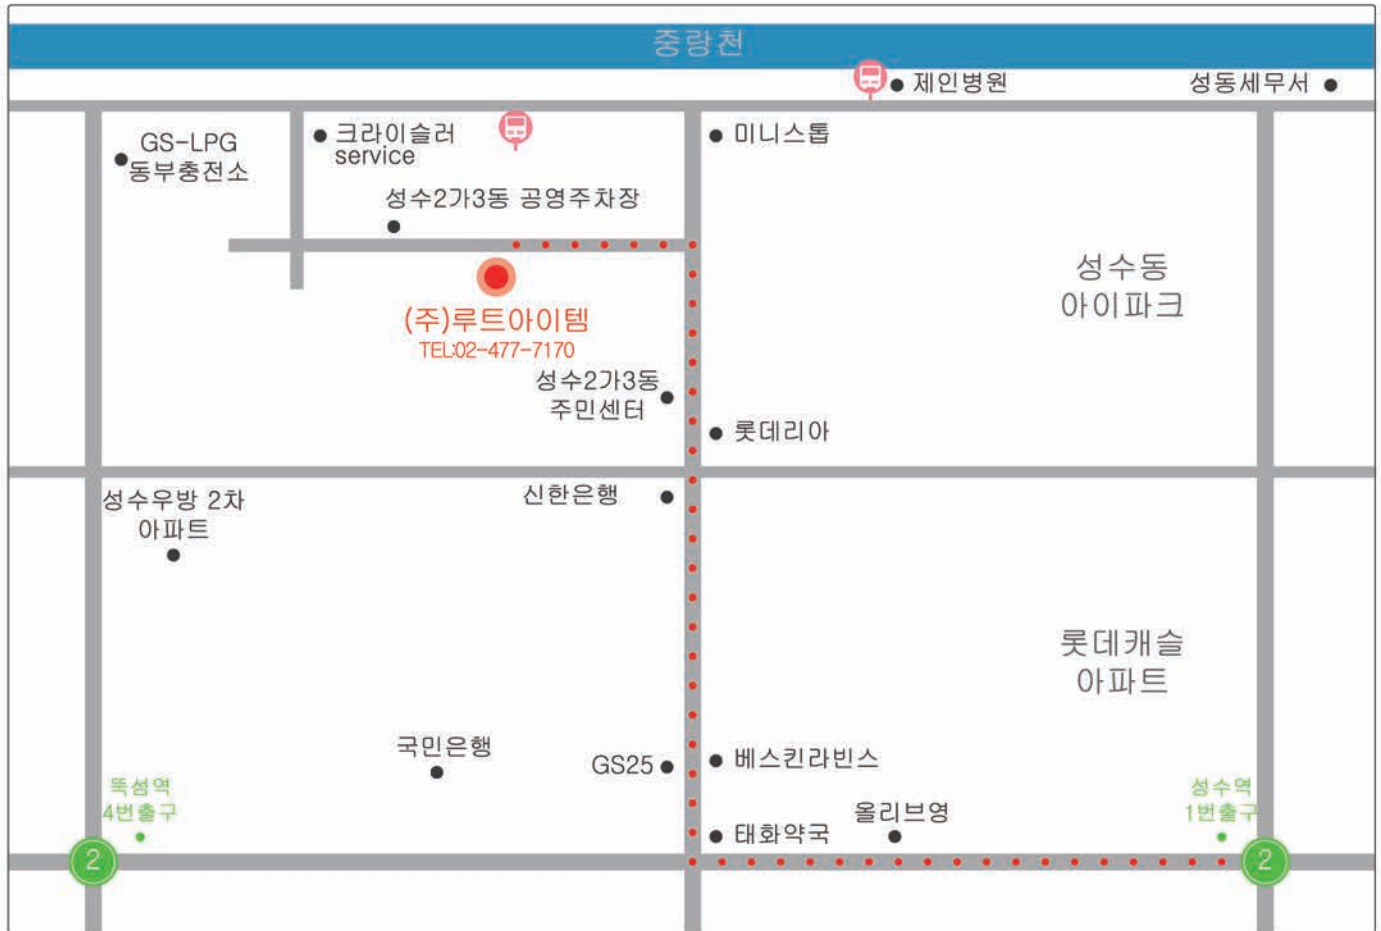 중랑천
제인병원
성동세무서
GS-LPG
동부충전소
크라이슬러
service
미니스톱
성수2가3동 공영주차장
성수동
아이파크
(주)루트아이템
TEL:02-477-7170
성수2가3동
주민센터
롯데리아
성수우방 2차
아파트
신한은행
롯데캐슬
아파트
국민은행
GS25
베스킨라빈스
뚝섬역
4번출구
올리브영
태화약국
성수역
1번출구
2
2